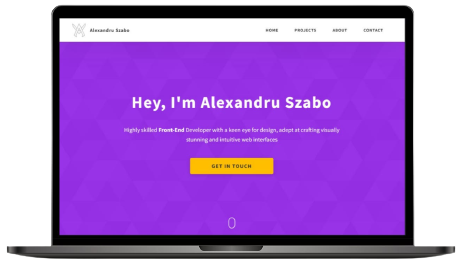 Alexandru Szabo
HOME PROJECTS ABOUT CONTACT
Hey, I'm Alexandru Szabo
Highly skilled Front-End Developer with a keen eye for design, adept at crafting visually
stunning and intuitive web interfaces
GET IN TOUCH